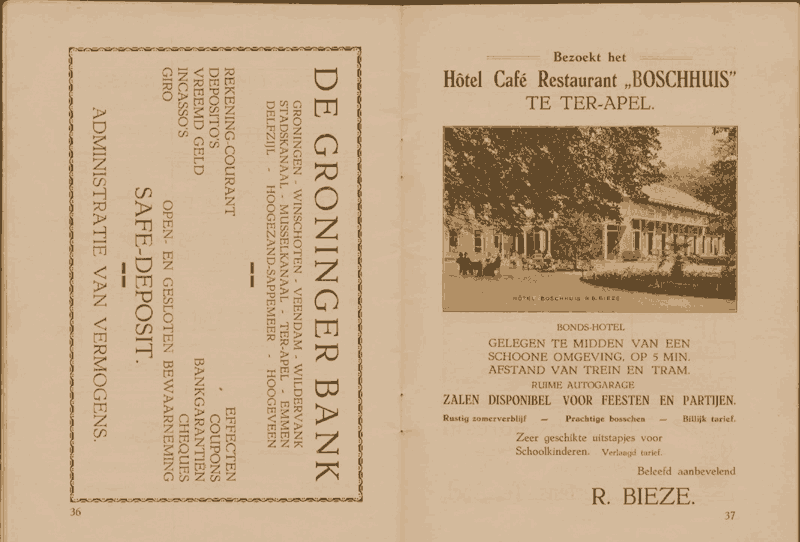 DE GRONINGER BANK
GRONINGEN - WINSCHOTEN - VEENDAM - WILDERVANK
STADSKANAAL - MUSSELKANAAL - TER-APEL - EMMEN
DELFZIJL - HOOGEZAND-SAPPEMEER - HOOGEVEEN
REKENING-COURANT
DEPOSITO'S
VREEMD GELD
INCASSO'S
GIRO
EFFECTEN
COUPONS
BANKGARANTIEN
CHEQUES
OPEN- EN GESLOTEN BEWAARNEMING
SAFE-DEPOSIT.
ADMINISTRATIE VAN VERMOGENS.
36
Bezoekt het
Hôtel Café Restaurant „BOSCHHUIS”
TE TER-APEL.
HÔTEL BOSCHHUIS
BIEZE
BONDS-HOTEL
GELEGEN TE MIDDEN VAN EEN
SCHOONE OMGEVING, OP 5 MIN.
AFSTAND VAN TREIN EN TRAM.
RUIME AUTOGARAGE
ZALEN DISPONIBEL VOOR FEESTEN EN PARTIJEN.
Rustig zomerverblijf — Prachtige bosschen — Billijk tarief.
Zeer geschikte uitstapjes voor
Schoolkinderen. Verlaagd tarief.
Beleefd aanbevelend
R. BIEZE.
37